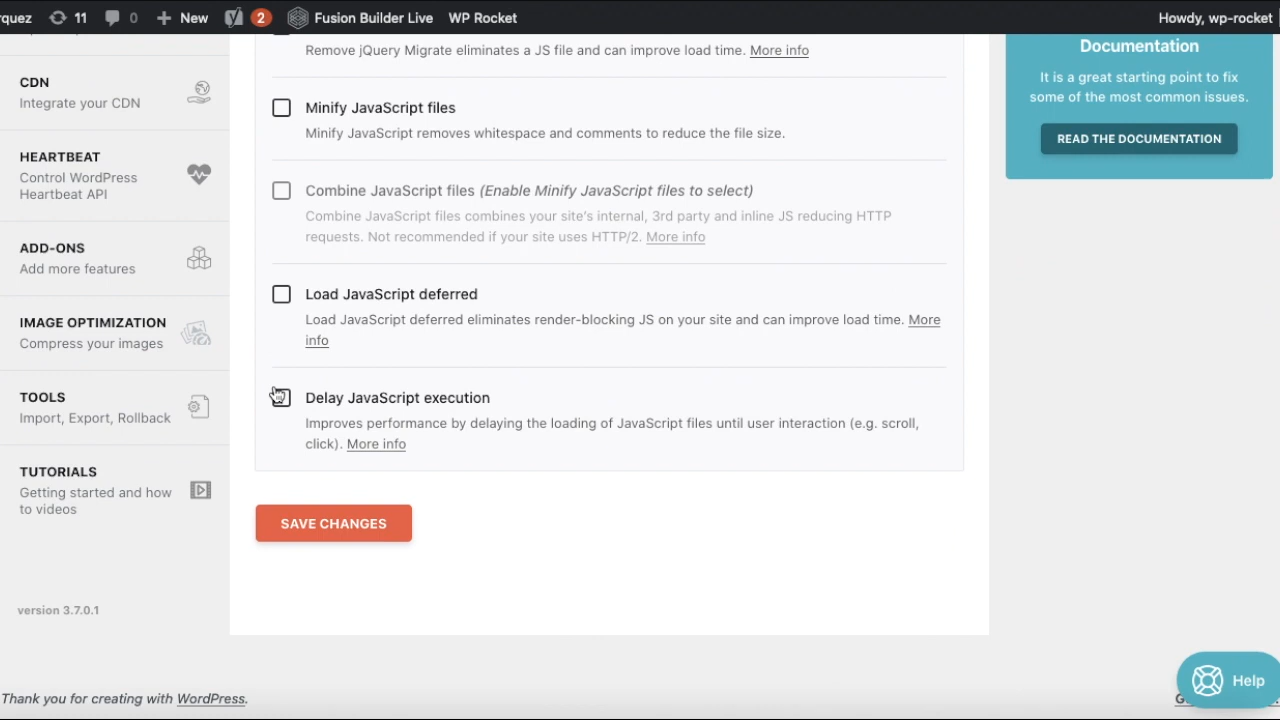 rquez 11 0 + New 2 Fusion Builder Live WP Rocket Howdy, wp-rocket
CDN
Integrate your CDN
HEARTBEAT
Control WordPress
Heartbeat API
ADD-ONS
Add more features
IMAGE OPTIMIZATION
Compress your images
TOOLS
Import, Export, Rollback
TUTORIALS
Getting started and how
to videos
version 3.7.0.1
Remove jQuery Migrate eliminates a JS file and can improve load time. More info
Minify JavaScript files
Minify JavaScript removes whitespace and comments to reduce the file size.
Combine JavaScript files (Enable Minify JavaScript files to select)
Combine JavaScript files combines your site's internal, 3rd party and inline JS reducing HTTP
requests. Not recommended if your site uses HTTP/2. More info
Load JavaScript deferred
Load JavaScript deferred eliminates render-blocking JS on your site and can improve load time. More
info
Delay JavaScript execution
Improves performance by delaying the loading of JavaScript files until user interaction (e.g. scroll,
click). More info
SAVE CHANGES
Documentation
It is a great starting point to fix
some of the most common issues.
READ THE DOCUMENTATION
Help
Thank you for creating with WordPress.